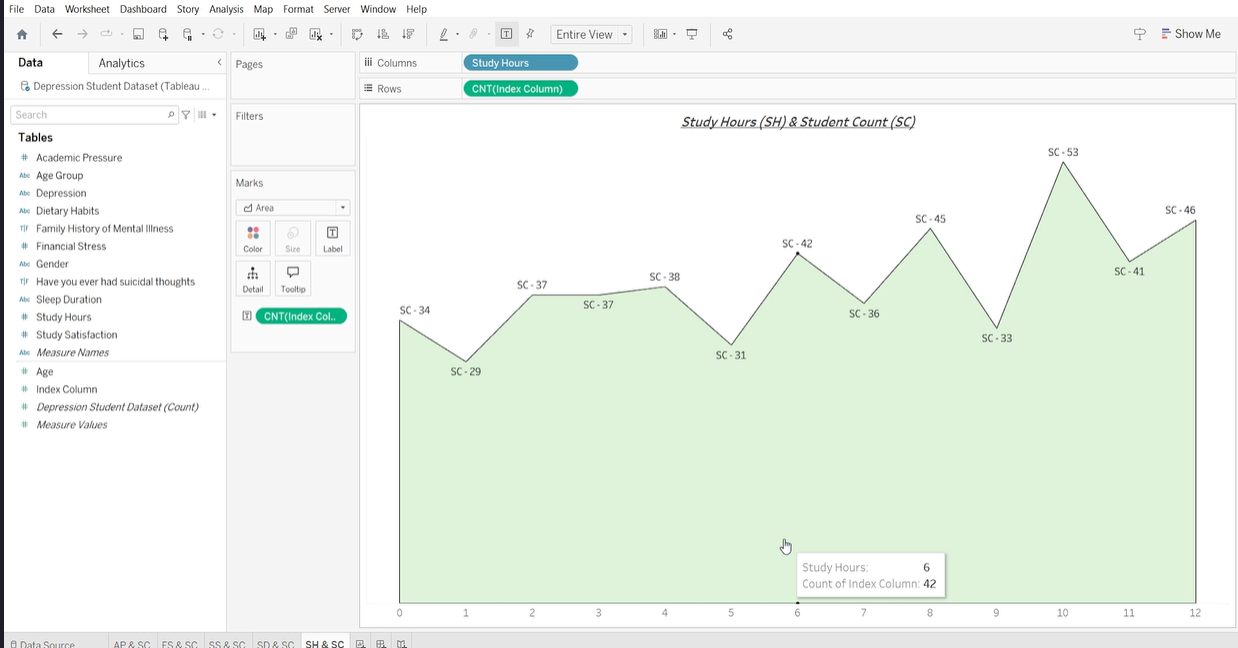 File Data Worksheet Dashboard Story Analysis Map Format Server Window Help
Entire View
Show Me
Data Analytics
Depression Student Dataset (Tableau ...
Search
Tables
# Academic Pressure
Abc Age Group
Abc Depression
Abc Dietary Habits
T|F Family History of Mental Illness
# Financial Stress
Abc Gender
T|F Have you ever had suicidal thoughts
Abc Sleep Duration
# Study Hours
# Study Satisfaction
Abc Measure Names
# Age
# Index Column
# Depression Student Dataset (Count)
# Measure Values
Pages
Filters
Marks
Area
Color Size Label
Detail Tooltip
CNT(Index Col..
Columns Study Hours
Rows CNT(Index Column)
Study Hours (SH) & Student Count (SC)
SC - 34
SC - 29
SC - 37
SC - 37
SC - 38
SC - 31
SC - 42
SC - 36
SC - 45
SC - 33
SC - 53
SC - 41
SC - 46
Study Hours: 6
Count of Index Column: 42
0 1 2 3 4 5 6 7 8 9 10 11 12
Data Source AP & SC FS & SC SS & SC SD & SC SH & SC